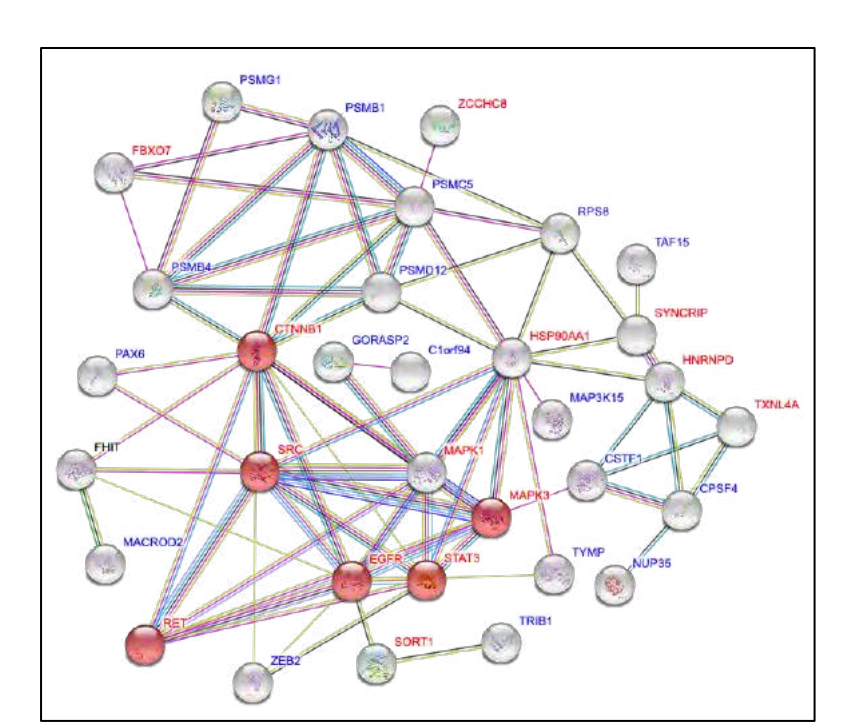 PSMG1
PSMB1
ZCCHC8
FBXO7
PSMC5
RPS8
TAF15
PSMB4
PSMD12
SYNCRIP
CTNNB1
GORASP2
C1orf94
HSP90AA1
HNRNPD
PAX6
MAP3K15
TXNL4A
FHIT
SRC
MAPK1
CSTF1
MAPK3
CPSF4
MACROD2
EGFR
STAT3
TYMP
NUP35
RET
TRIB1
SORT1
ZEB2